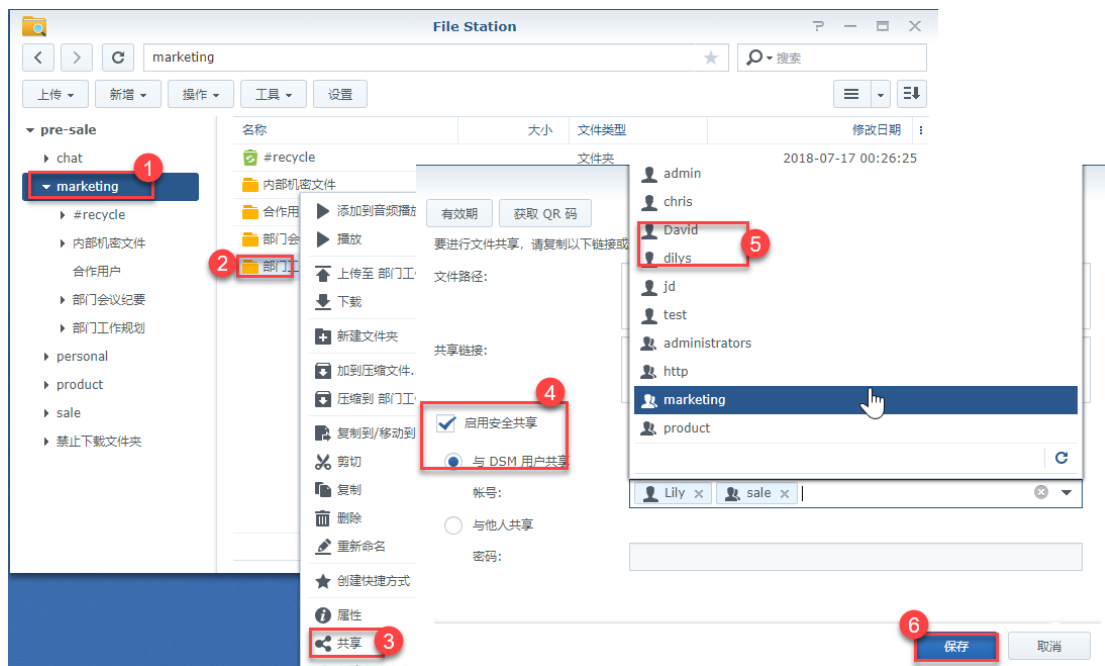 File Station
marketing
搜索
上传
新增
操作
工具
设置
pre-sale
chat
marketing
#recycle
内部机密文件
合作用户
部门会议纪要
部门工作规划
personal
product
sale
禁止下载文件夹
名称 大小 文件类型 修改日期
#recycle 文件夹 2018-07-17 00:26:25
内部机密文件
合作用
部门会
部门工
添加到音频播放
播放
上传至 部门工作
下载
新建文件夹
加到压缩文件.
压缩到 部门工
复制到/移动到
剪切
复制
删除
重新命名
创建快捷方式
属性
共享
有效期
获取 QR 码
要进行文件共享，请复制以下链接或
文件路径:
共享链接:
启用安全共享
与 DSM 用户共享
帐号:
与他人共享
密码:
admin
chris
David
dilys
jd
test
administrators
http
marketing
product
Lily
sale
保存
取消
1
2
3
4
5
6